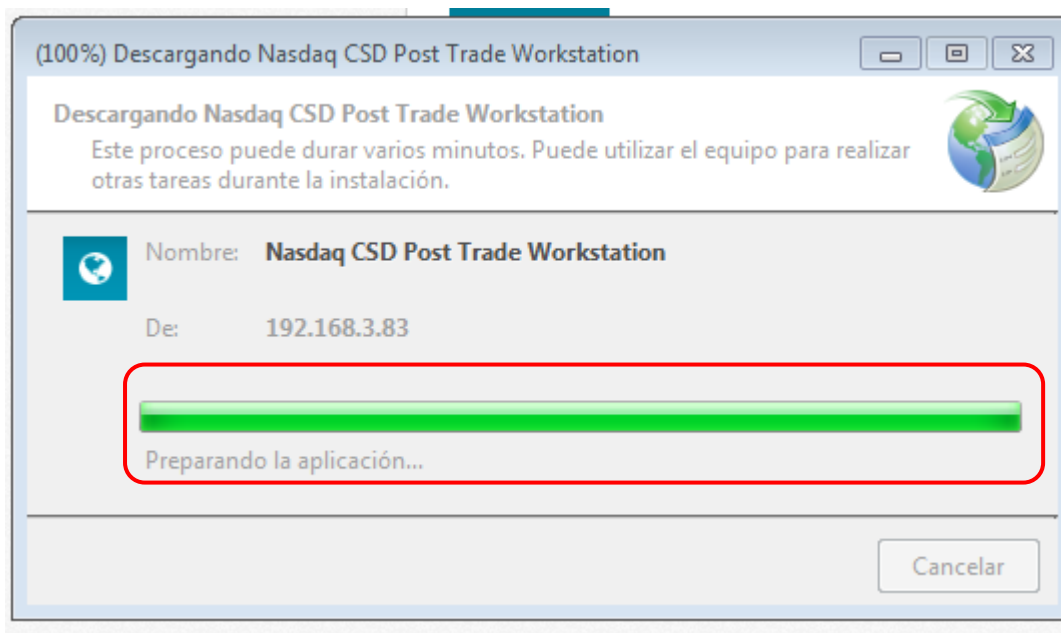 (100%) Descargando Nasdaq CSD Post Trade Workstation
Descargando Nasdaq CSD Post Trade Workstation
Este proceso puede durar varios minutos. Puede utilizar el equipo para realizar
otras tareas durante la instalación.
Nombre: Nasdaq CSD Post Trade Workstation
De: 192.168.3.83
Preparando la aplicación...
Cancelar